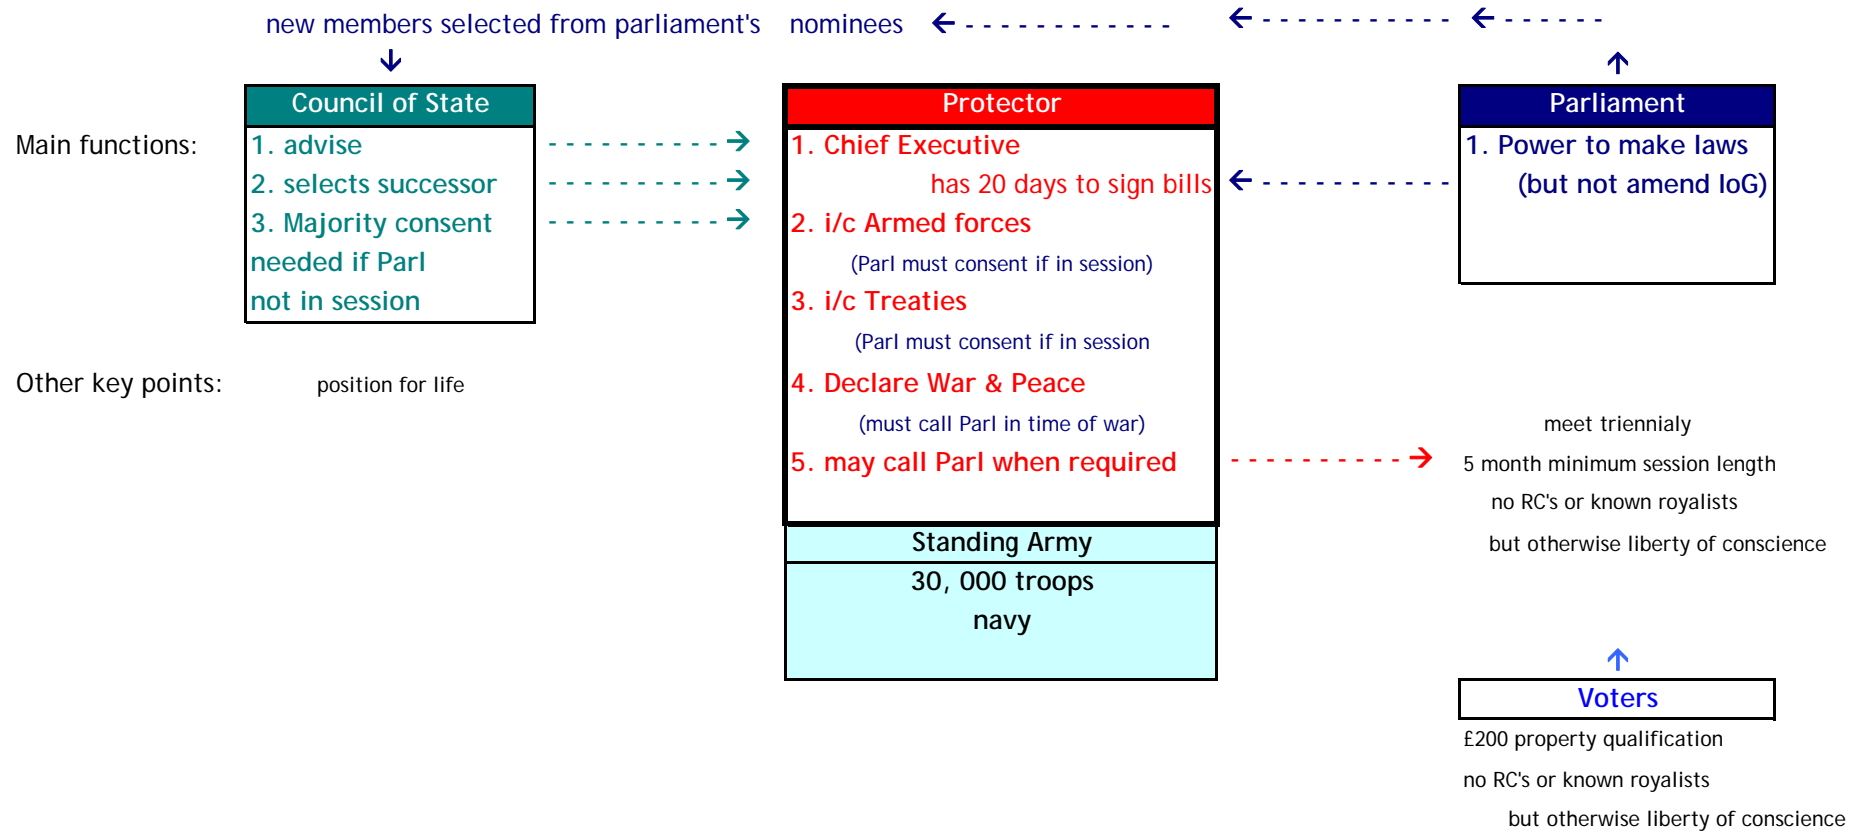 new members selected from parliament's nominees
Council of State
Protector
Parliament
Main functions:
1. advise
2. selects successor
3. Majority consent
needed if Parl
not in session
1. Chief Executive
has 20 days to sign bills
2. i/c Armed forces
(Parl must consent if in session)
3. i/c Treaties
(Parl must consent if in session
4. Declare War & Peace
(must call Parl in time of war)
5. may call Parl when required
1. Power to make laws
(but not amend IoG)
Other key points:
position for life
meet triennialy
5 month minimum session length
no RC's or known royalists
but otherwise liberty of conscience
Standing Army
30, 000 troops
navy
Voters
£200 property qualification
no RC's or known royalists
but otherwise liberty of conscience